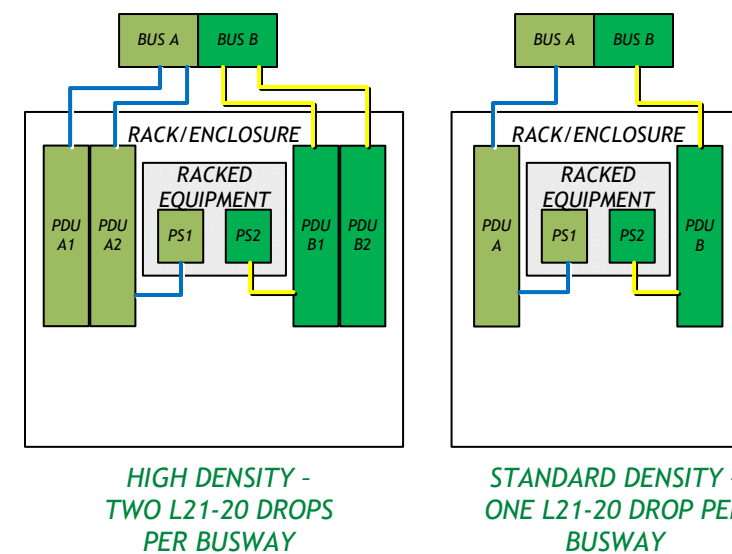 BUS A
BUS B
RACK/ENCLOSURE
RACKED
EQUIPMENT
PDU
A1
PDU
A2
PS1
PS2
PDU
B1
PDU
B2
HIGH DENSITY –
TWO L21-20 DROPS
PER BUSWAY
BUS A
BUS B
RACK/ENCLOSURE
RACKED
EQUIPMENT
PDU
A
PS1
PS2
PDU
B
STANDARD DENSITY –
ONE L21-20 DROP PE
BUSWAY